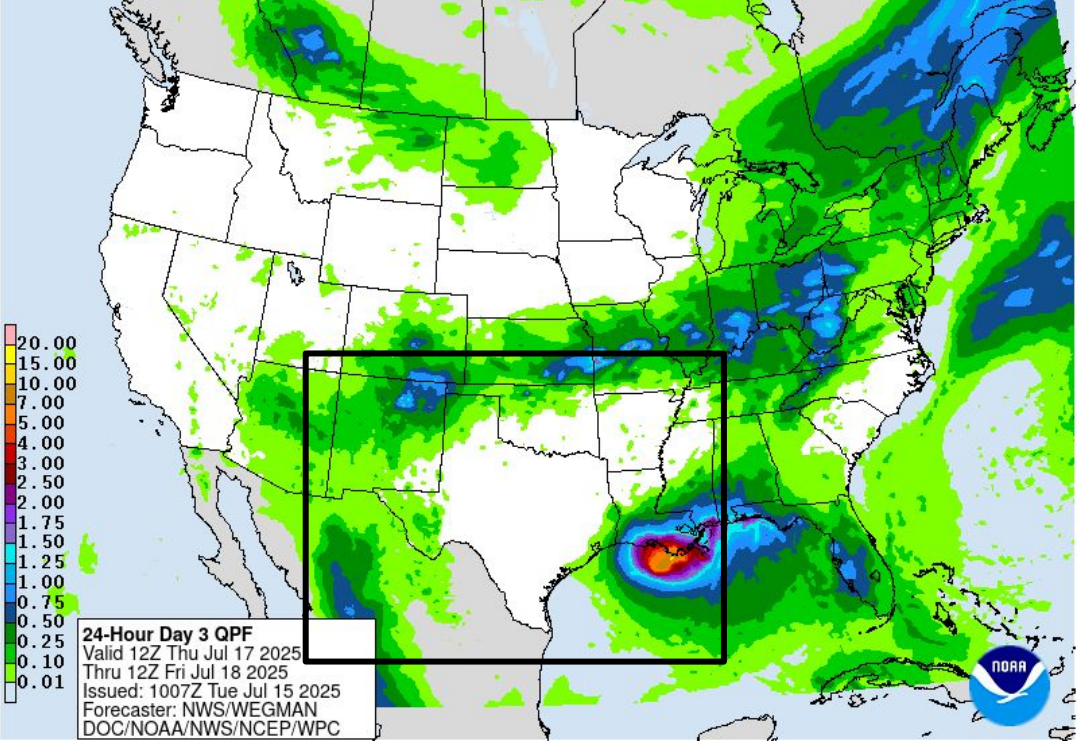 20.00
15.00
10.00
7.00
5.00
4.00
3.00
2.50
2.00
1.75
1.50
1.25
1.00
0.75
0.50
0.25
0.10
0.01
24-Hour Day 3 QPF
Valid 12Z Thu Jul 17 2025
Thru 12Z Fri Jul 18 2025
Issued: 1007Z Tue Jul 15 2025
Forecaster: NWS/WEGMAN
DOC/NOAA/NWS/NCEP/WPC
NOAA